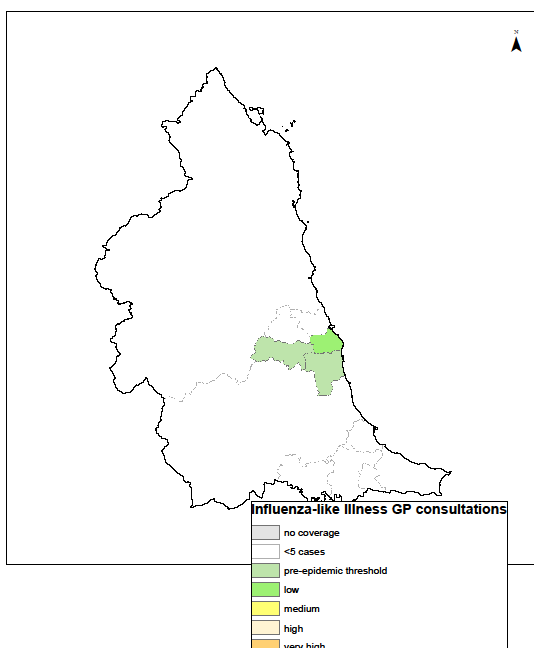 N
Influenza-like Illness GP consultations
no coverage
<5 cases
pre-epidemic threshold
low
medium
high
very high